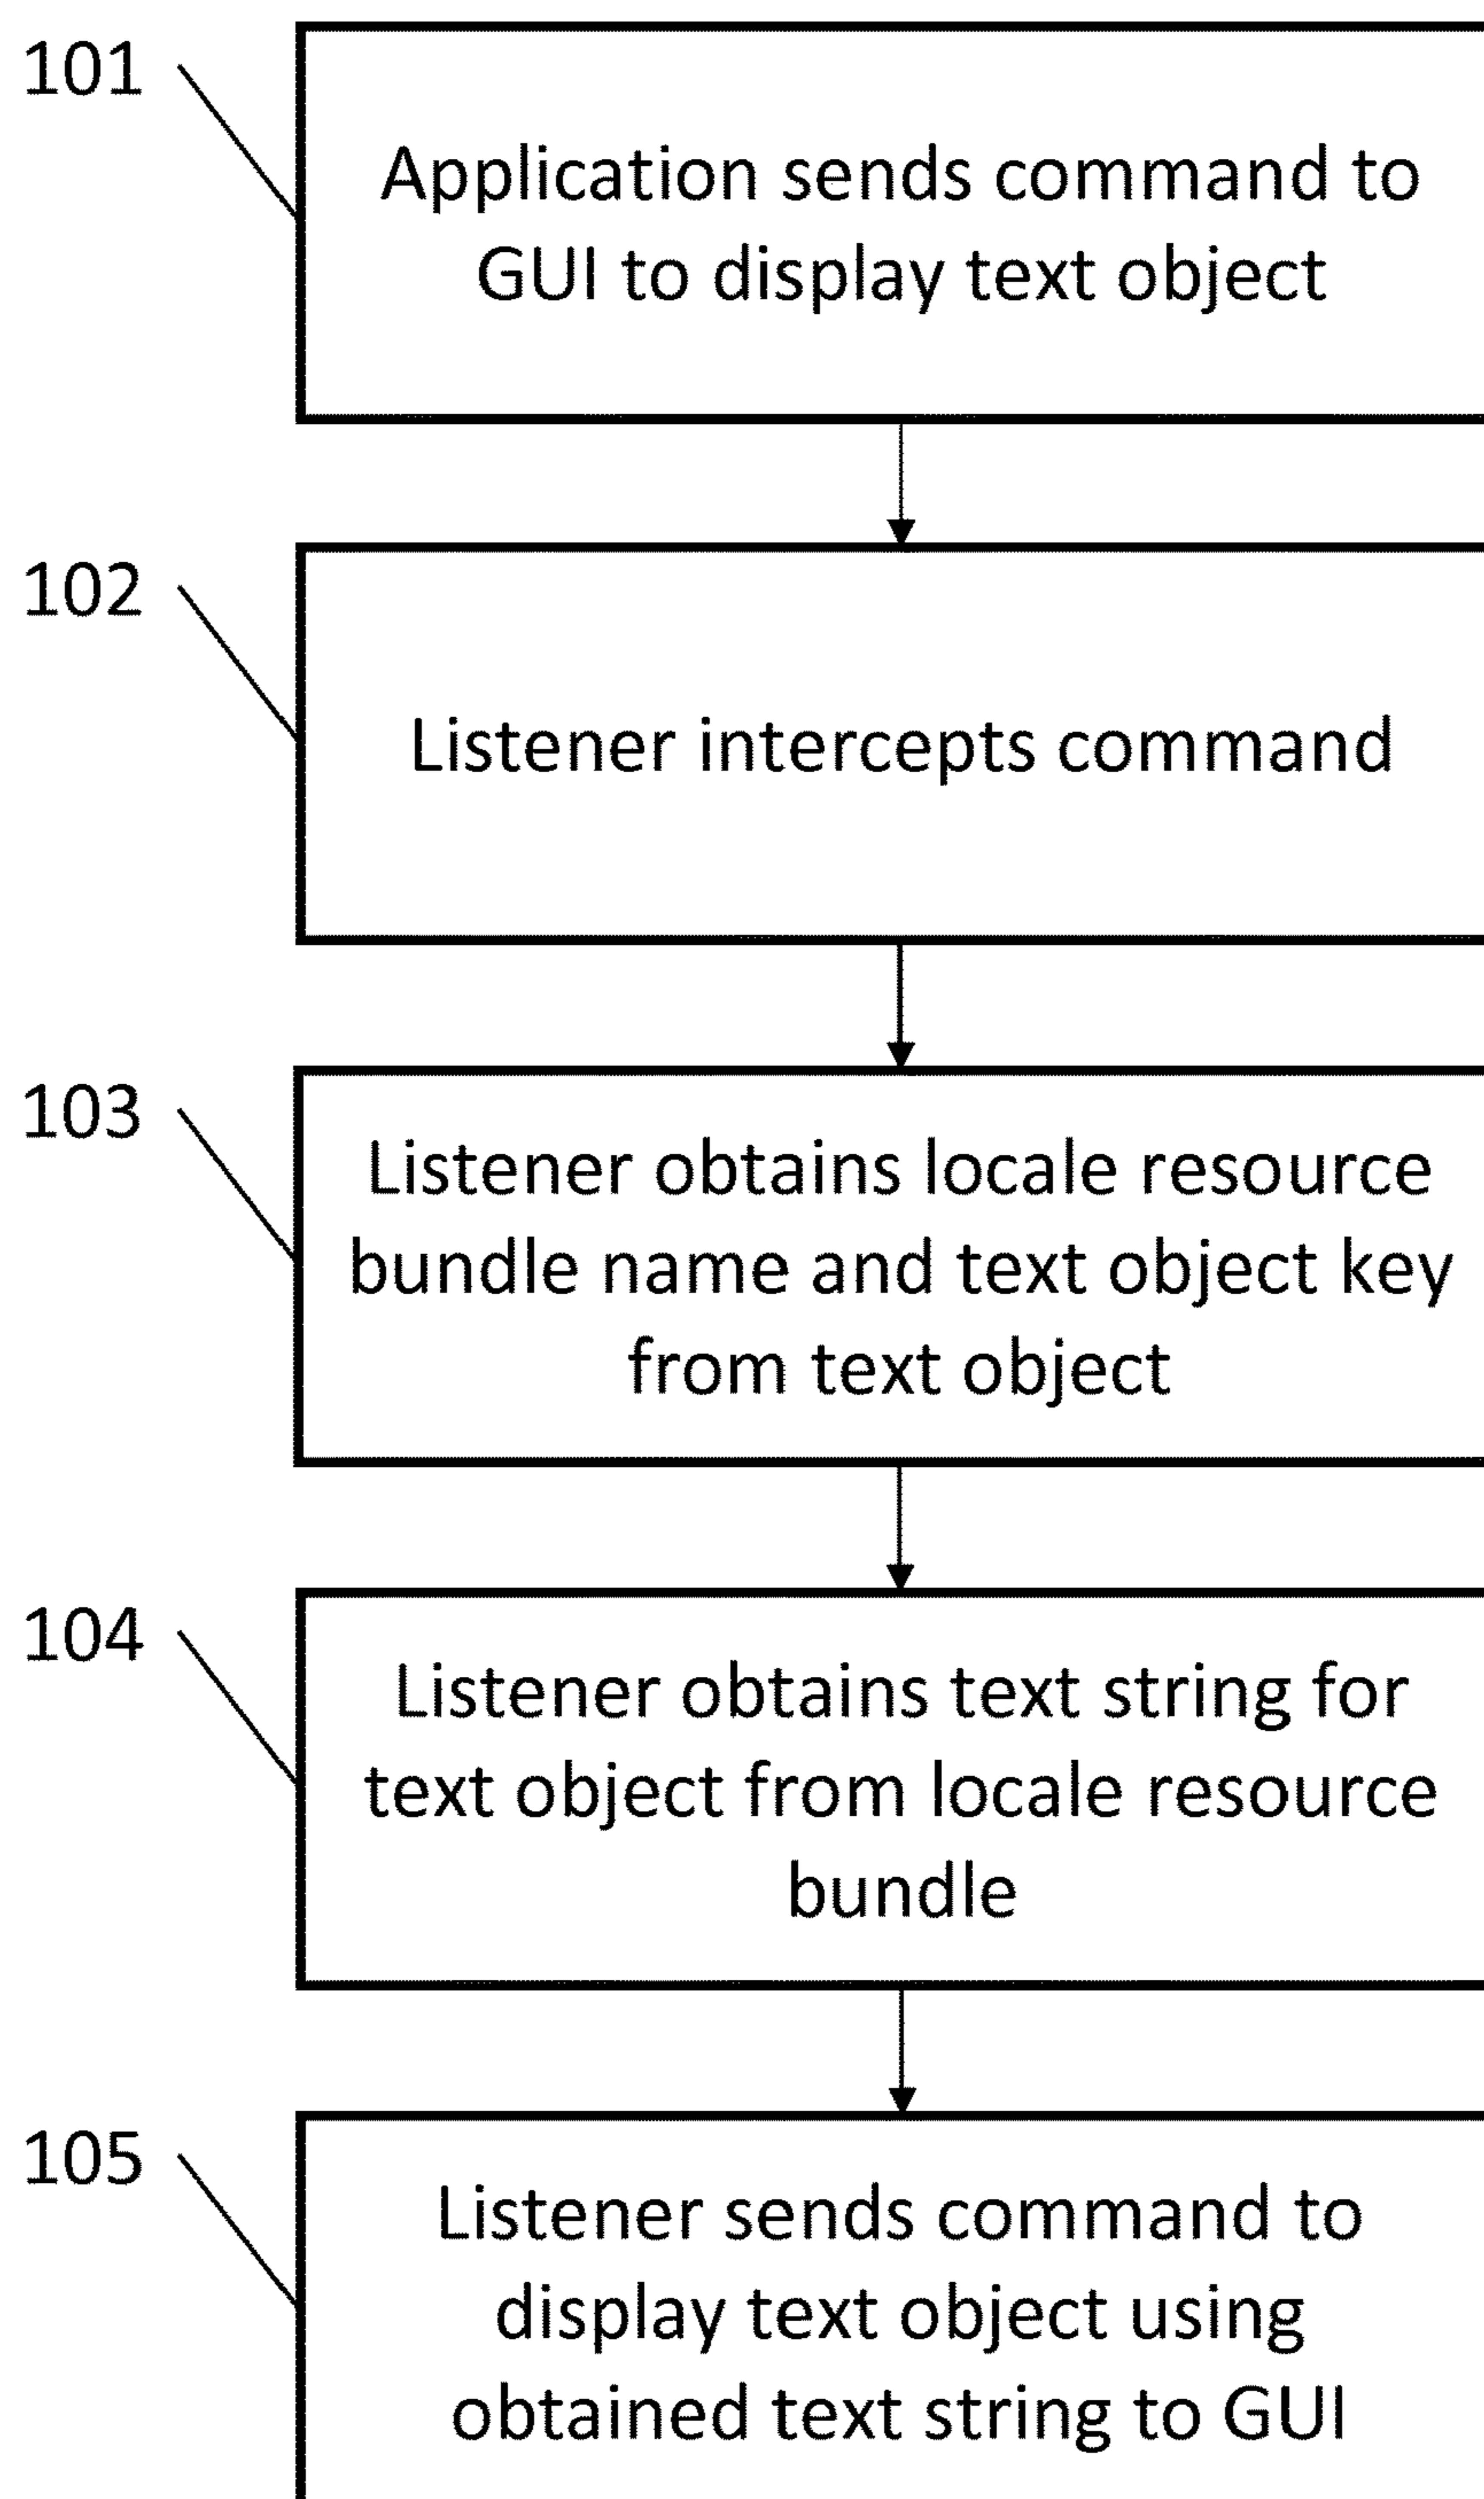 101
Application sends command to
GUI to display text object
102
Listener intercepts command
103
Listener obtains locale resource
bundle name and text object key
from text object
104
Listener obtains text string for
text object from locale resource
bundle
105
Listener sends command to
display text object using
obtained text string to GUI